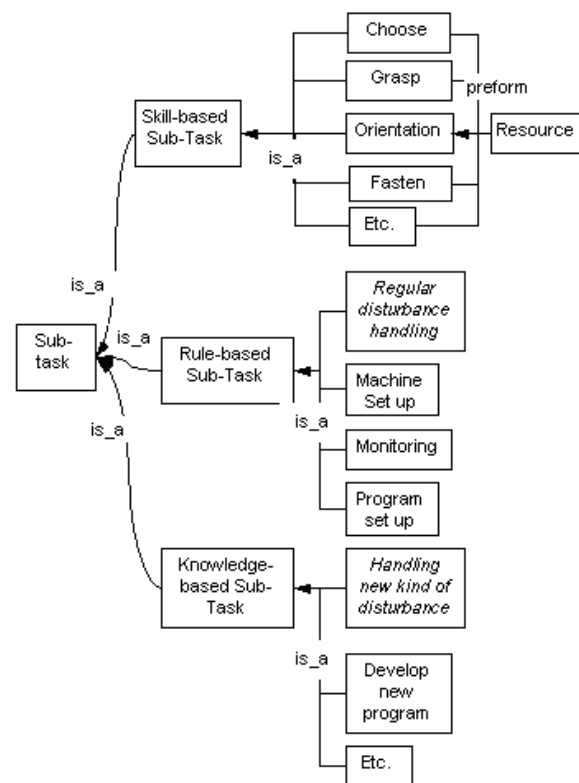 Choose
Grasp
preform
Skill-based
Sub-Task
Orientation
Resource
is_a
Fasten
Etc.
is_a
Regular
disturbance
handling
Sub-
task
is_a
Rule-based
Sub-Task
Machine
Set up
is_a
is_a
Monitoring
Program
set up
Knowledge-
based Sub-
Task
Handling
new kind of
disturbance
is_a
Develop
new
program
Etc.